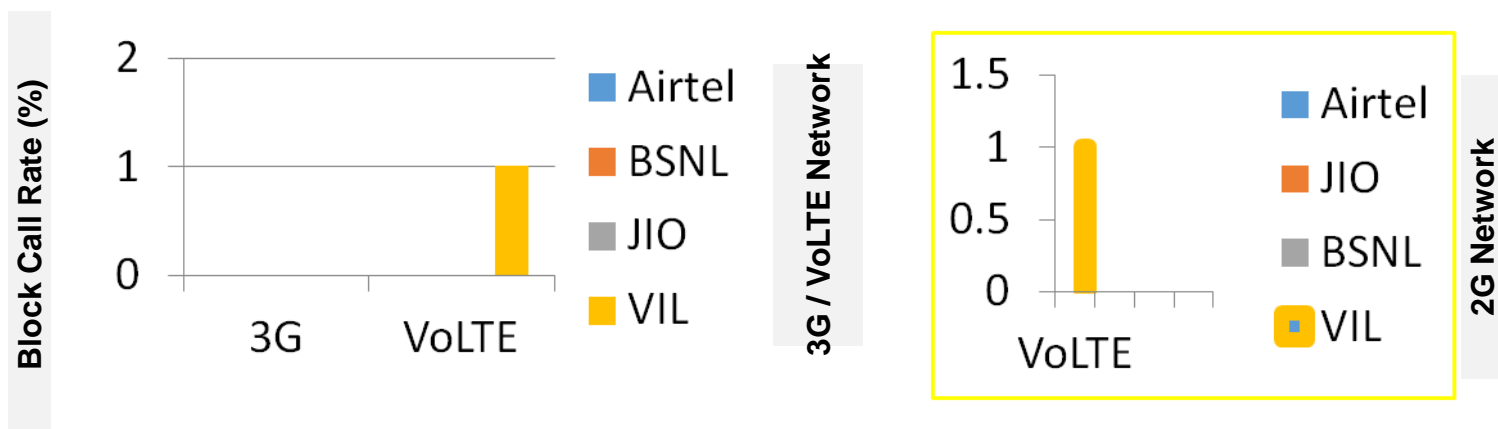 Block Call Rate (%)
2
1
0
3G
VoLTE
Airtel
BSNL
JIO
VIL
3G / VoLTE Network
1.5
1
0.5
0
VoLTE
Airtel
JIO
BSNL
VIL
2G Network